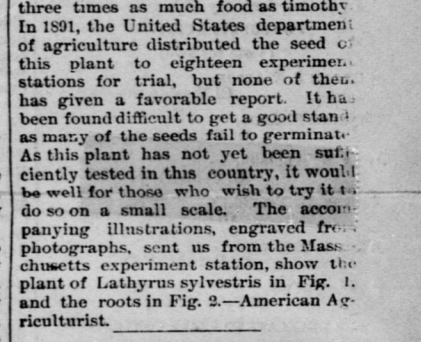 three times as much food as timothy
In 1891, the United States department
of agriculture distributed the seed of
this plant to eighteen experimen
stations for trial, but none of them
has given a favorable report. It has
been found difficult to get a good stand
as many of the seeds fail to germinate
As this plant has not yet been suffi-
ciently tested in this country, it would
be well for those who wish to try it to
do so on a small scale. The accom-
panying illustrations, engraved from
photographs, sent us from the Mass
chusetts experiment station, show the
plant of Lathyrus sylvestris in Fig. 1.
and the roots in Fig. 2.—American Ag-
riculturist.